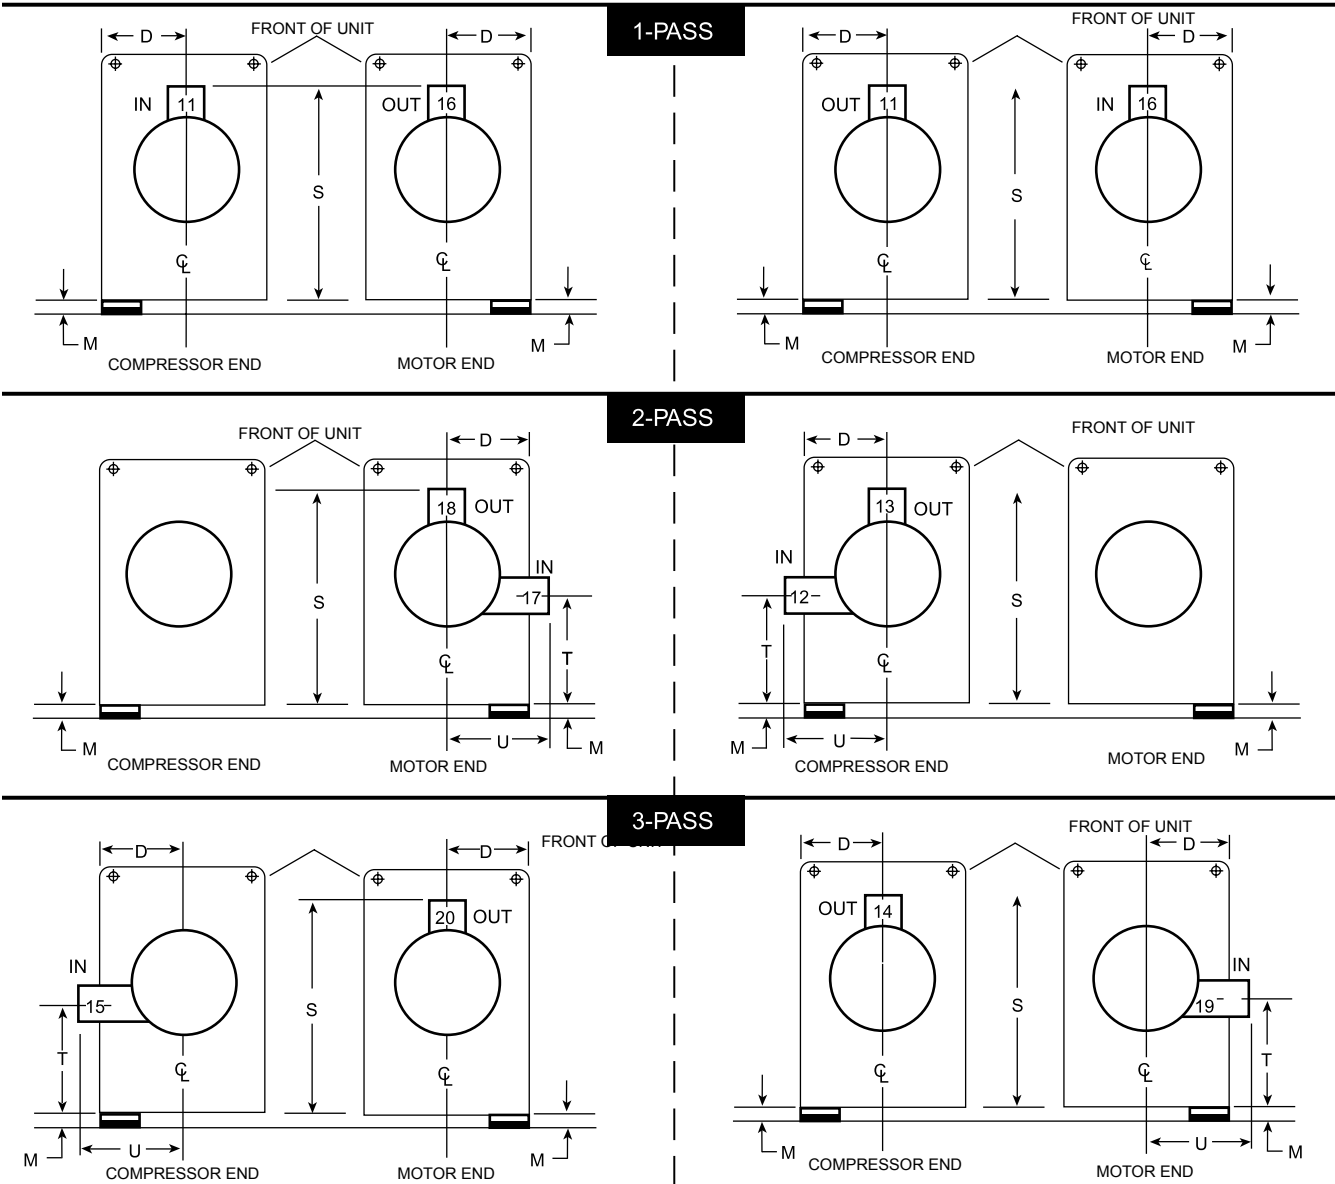 1-PASS
FRONT OF UNIT
D
D
IN
11
OUT
16
S
℄
℄
M
M
COMPRESSOR END
MOTOR END
FRONT OF UNIT
D
D
OUT
11
IN
16
S
℄
℄
M
M
COMPRESSOR END
MOTOR END
2-PASS
FRONT OF UNIT
D
18
OUT
IN
17
S
T
℄
M
U
M
COMPRESSOR END
MOTOR END
FRONT OF UNIT
D
13
OUT
IN
12
S
T
℄
M
U
M
COMPRESSOR END
MOTOR END
3-PASS
FRONT OF UNIT
D
D
20
OUT
IN
15
S
T
℄
℄
M
U
M
COMPRESSOR END
MOTOR END
FRONT OF UNIT
D
D
OUT
14
IN
19
S
T
℄
℄
M
U
M
COMPRESSOR END
MOTOR END